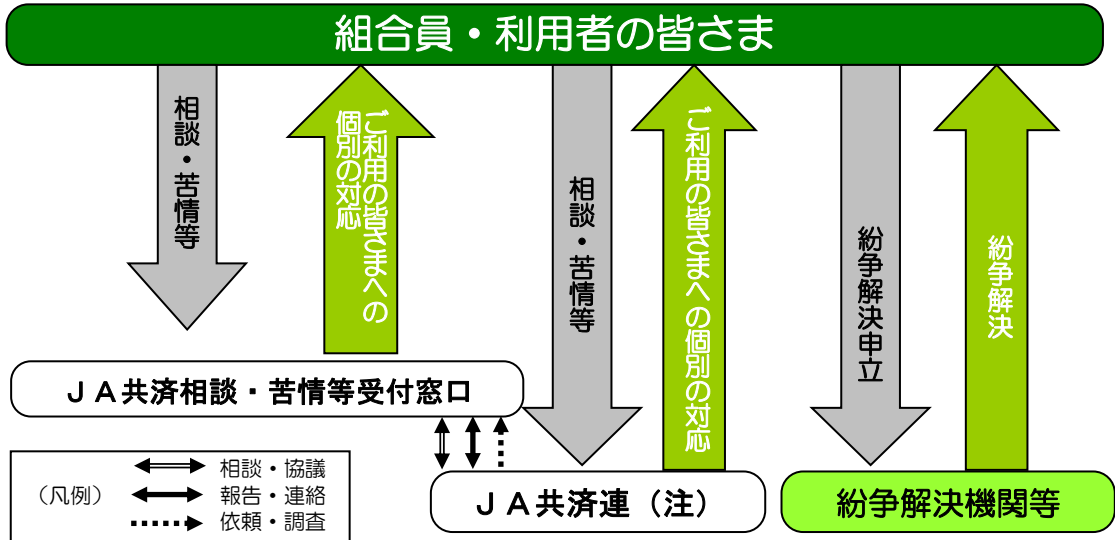 組合員・利用者の皆さま
相談・苦情等
ご利用の皆さまへの
個別の対応
相談・苦情等
ご利用の皆さまへの個別の対応
紛争解決申立
紛争解決
ＪＡ共済相談・苦情等受付窓口
ＪＡ共済連（注）
紛争解決機関等
（凡例）
相談・協議
報告・連絡
依頼・調査